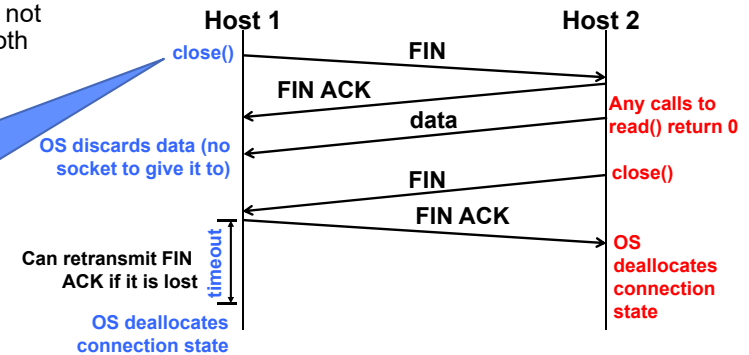 not
oth
Host 1
Host 2
close()
FIN
FIN ACK
Any calls to
read() return 0
data
OS discards data (no
socket to give it to)
FIN
close()
FIN ACK
Can retransmit FIN
ACK if it is lost
timeout
OS
deallocates
connection
state
OS deallocates
connection state